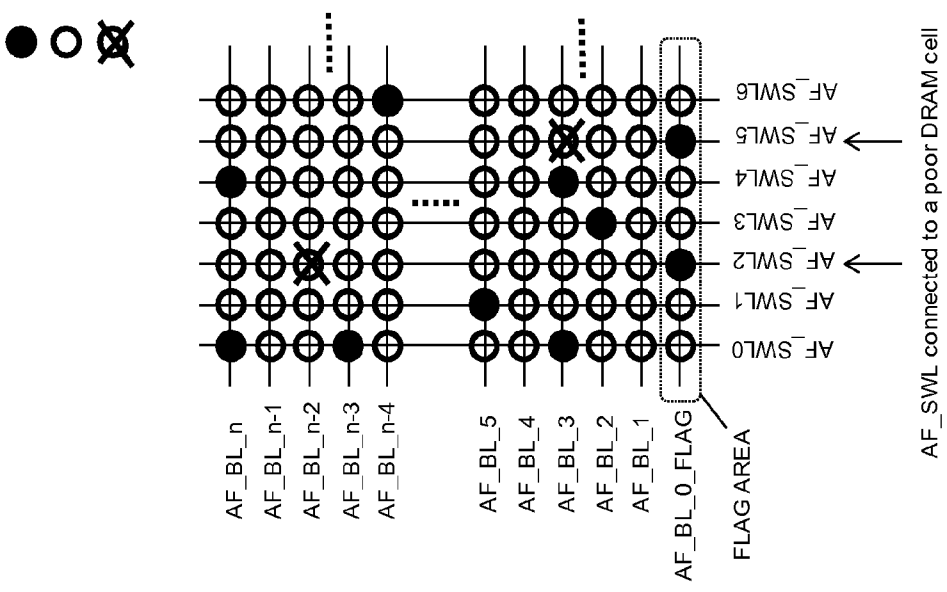 AF_SWL6
AF_SWL5
AF_SWL4
AF_SWL3
AF_SWL2
AF_SWL1
AF_SWL0
AF_BL_n
AF_BL_n-1
AF_BL_n-2
AF_BL_n-3
AF_BL_n-4
AF_BL_5
AF_BL_4
AF_BL_3
AF_BL_2
AF_BL_1
AF_BL_0_FLAG
FLAG AREA
AF_SWL connected to a poor DRAM cell